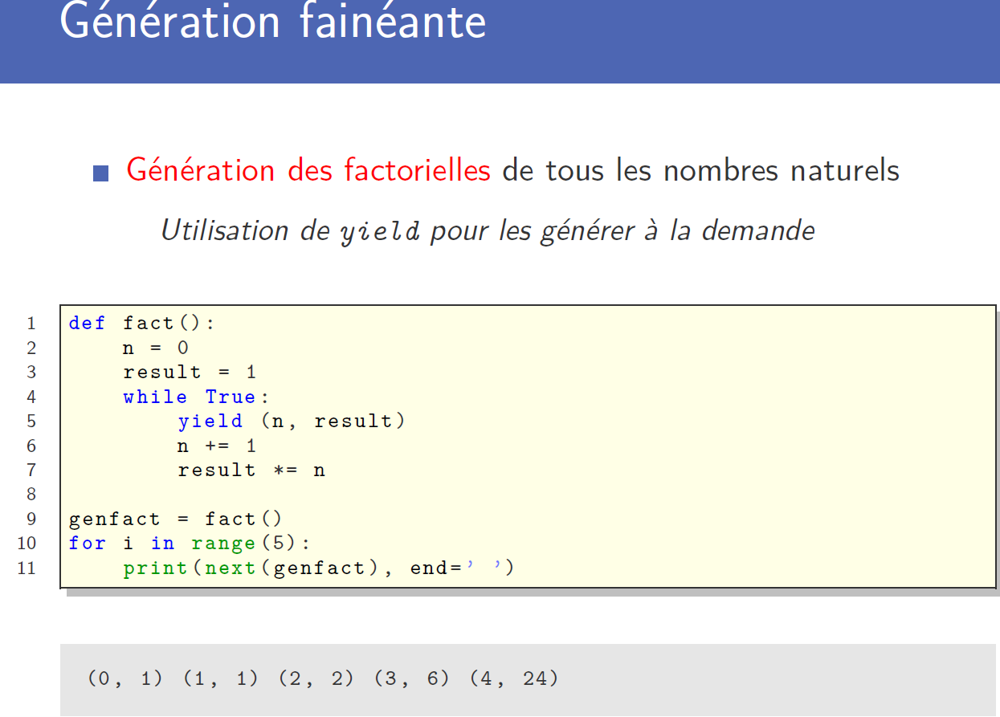 Génération fainéante
Génération des factorielles de tous les nombres naturels
Utilisation de yield pour les générer à la demande
1 def fact():
2     n = 0
3     result = 1
4     while True:
5         yield (n, result)
6         n += 1
7         result *= n
8
9 genfact = fact()
10 for i in range(5):
11     print(next(genfact), end=' ')
(0, 1) (1, 1) (2, 2) (3, 6) (4, 24)